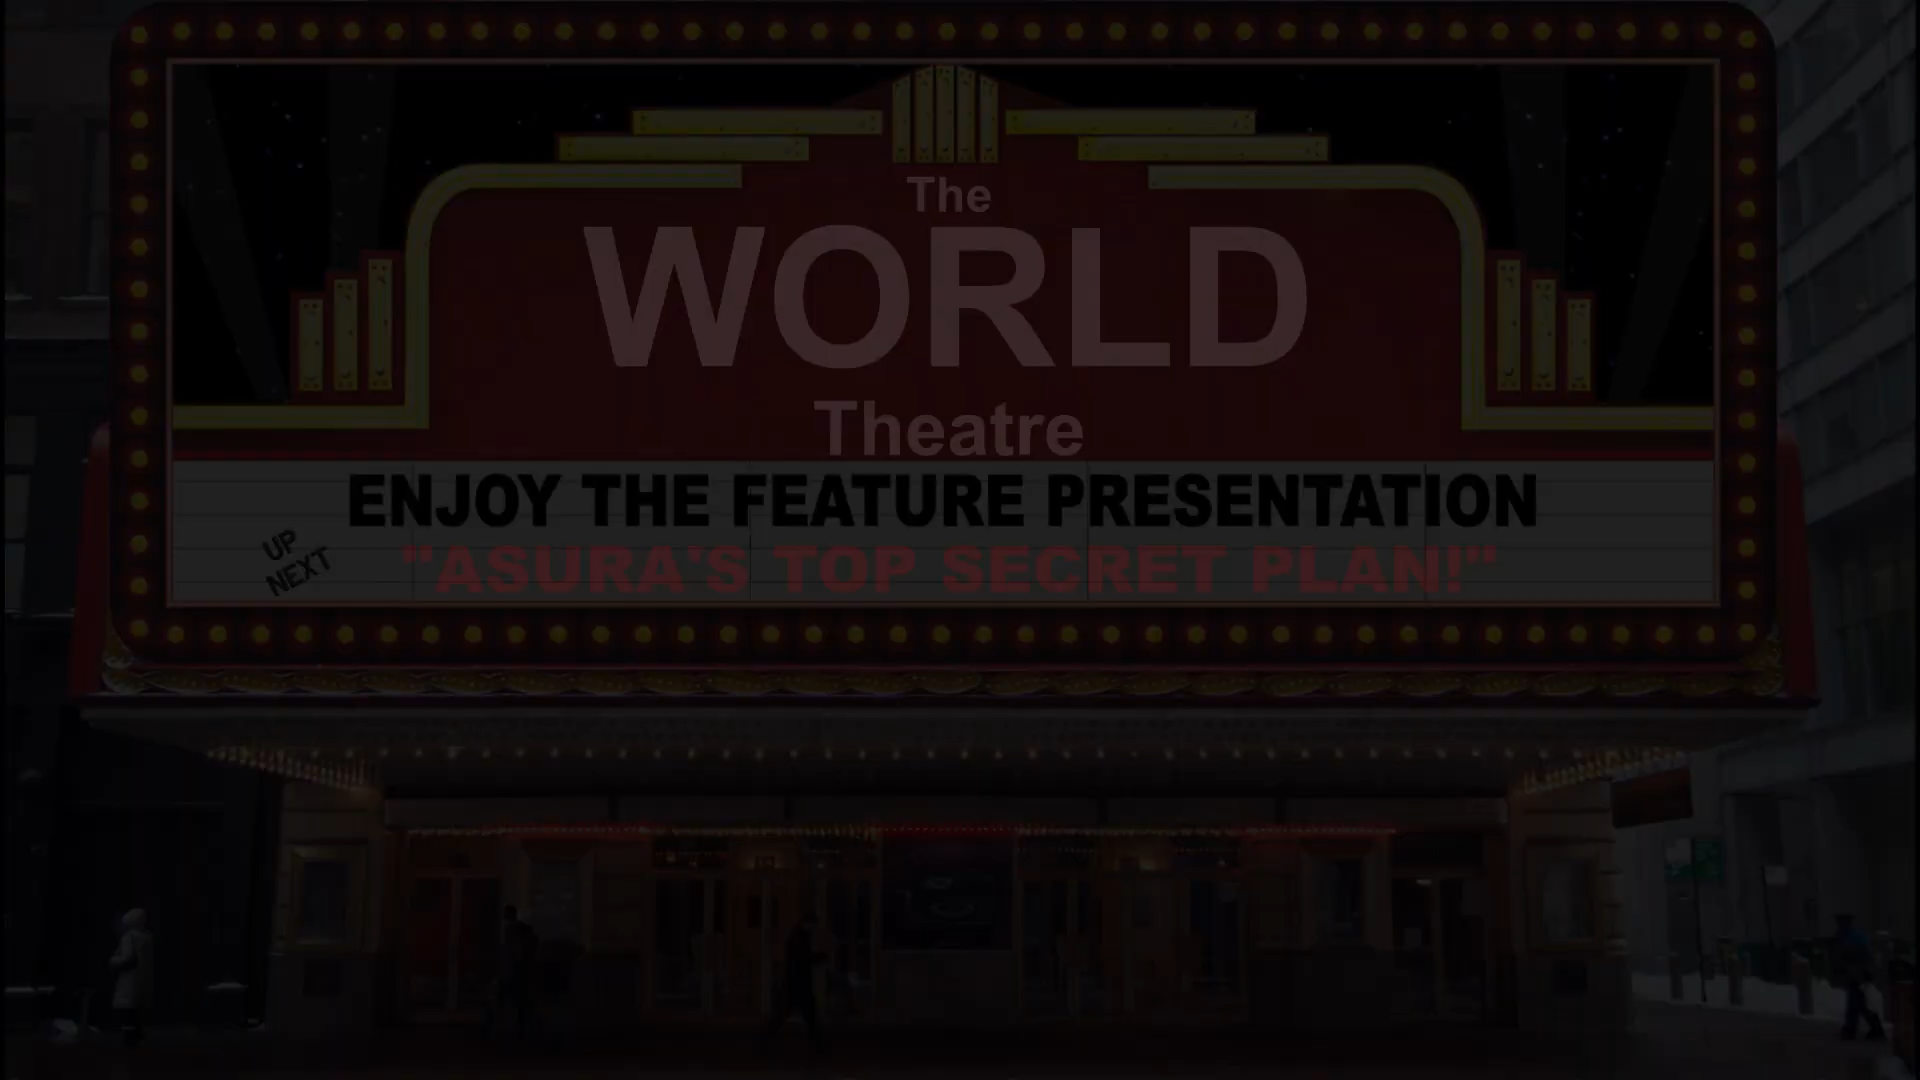 The
WORLD
Theatre
ENJOY THE FEATURE PRESENTATION
UP
NEXT
"ASURA'S TOP SECRET PLAN!"